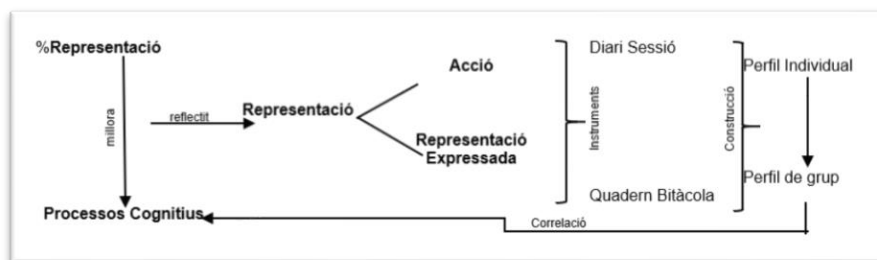 %Representació
millora
Processos Cognitius
reflectit
Representació
Acció
Representació
Expressada
Instruments
Diari Sessió
Quadern Bitàcola
Construcció
Perfil Individual
Perfil de grup
Correlació